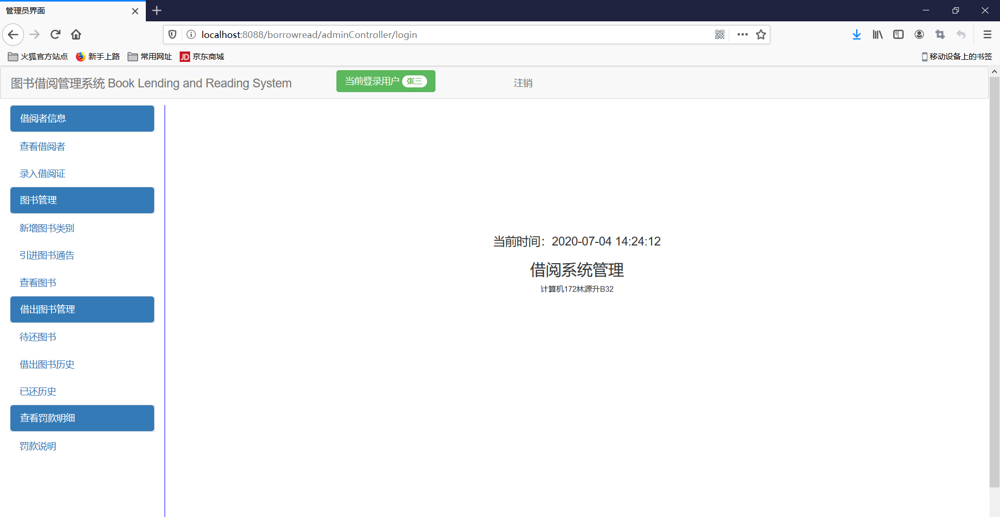 管理员界面
localhost:8088/borrowread/adminController/login
火狐官方站点 新手上路 常用网址 JD 京东商城 移动设备上的书签
图书借阅管理系统 Book Lending and Reading System 当前登录用户 张三 注销
借阅者信息
查看借阅者
录入借阅证
图书管理
新增图书类别
引进图书通告
查看图书
借出图书管理
待还图书
借出图书历史
已还历史
查看罚款明细
罚款说明
当前时间：2020-07-04 14:24:12
借阅系统管理
计算机172林源升B32